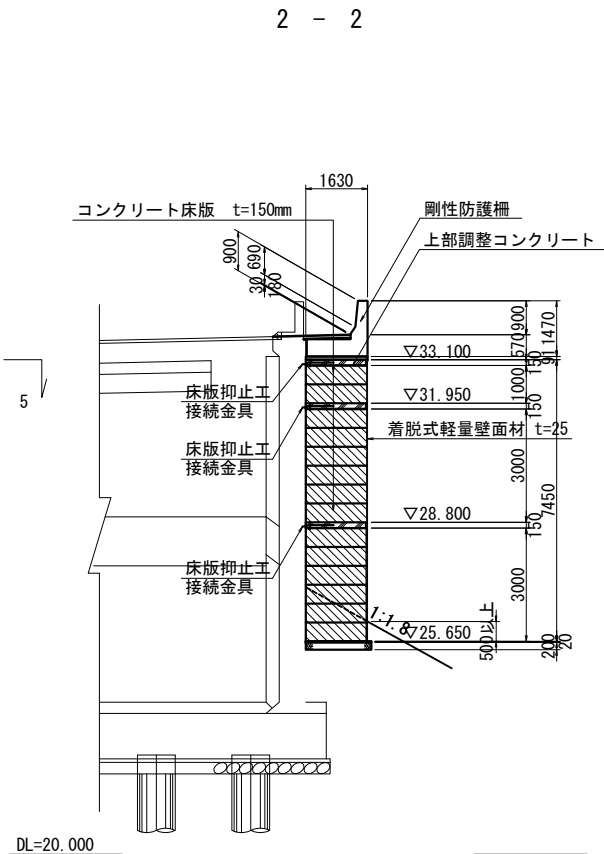 2 - 2
1630
コンクリート床版 t=150mm
剛性防護柵
上部調整コンクリート
900
690
30
180
900
1470
570
91
▽33.100
150
床版抑止工
接続金具
1000
▽31.950
150
5
着脱式軽量壁面材 t=25
床版抑止工
接続金具
3000
7450
▽28.800
150
床版抑止工
接続金具
3000
1:1.8
500以上
▽25.650
200
20
DL=20.000